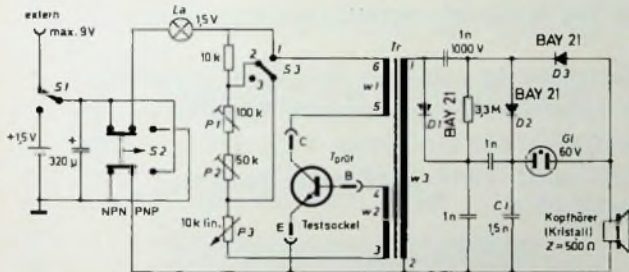 extern
max. 9V
La
1,5V
Tr
1n
1000 V
BAY 21
D3
S1
10k
2
1
3
S3
6
w1
5
1
D1
BAY 21
3,3M
BAY 21
D2
+1,5V
+
320 µ
S2
P1
100k
C
Tprüf
1n
Gl
60 V
P2
50k
B
4
w3
NPN
PNP
10k lin.
P3
E
Testsockel
w2
3
2
1n
C1
1,5n
Kopfhörer
(Kristall)
Z=500Ω